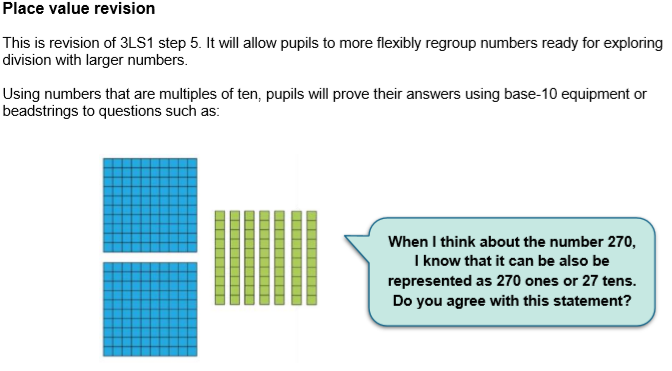 Place value revision
This is revision of 3LS1 step 5. It will allow pupils to more flexibly regroup numbers ready for exploring
division with larger numbers.
Using numbers that are multiples of ten, pupils will prove their answers using base-10 equipment or
beadstrings to questions such as:
When I think about the number 270,
I know that it can be also be
represented as 270 ones or 27 tens.
Do you agree with this statement?